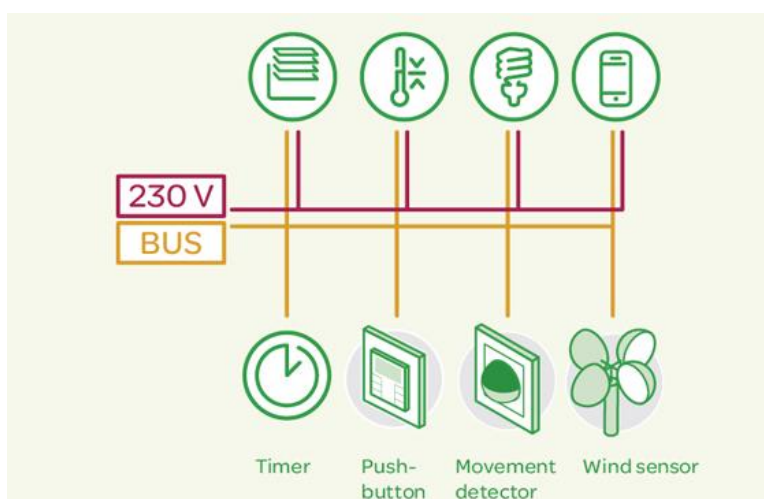 230 V
BUS
Timer
Push-
button
Movement
detector
Wind sensor